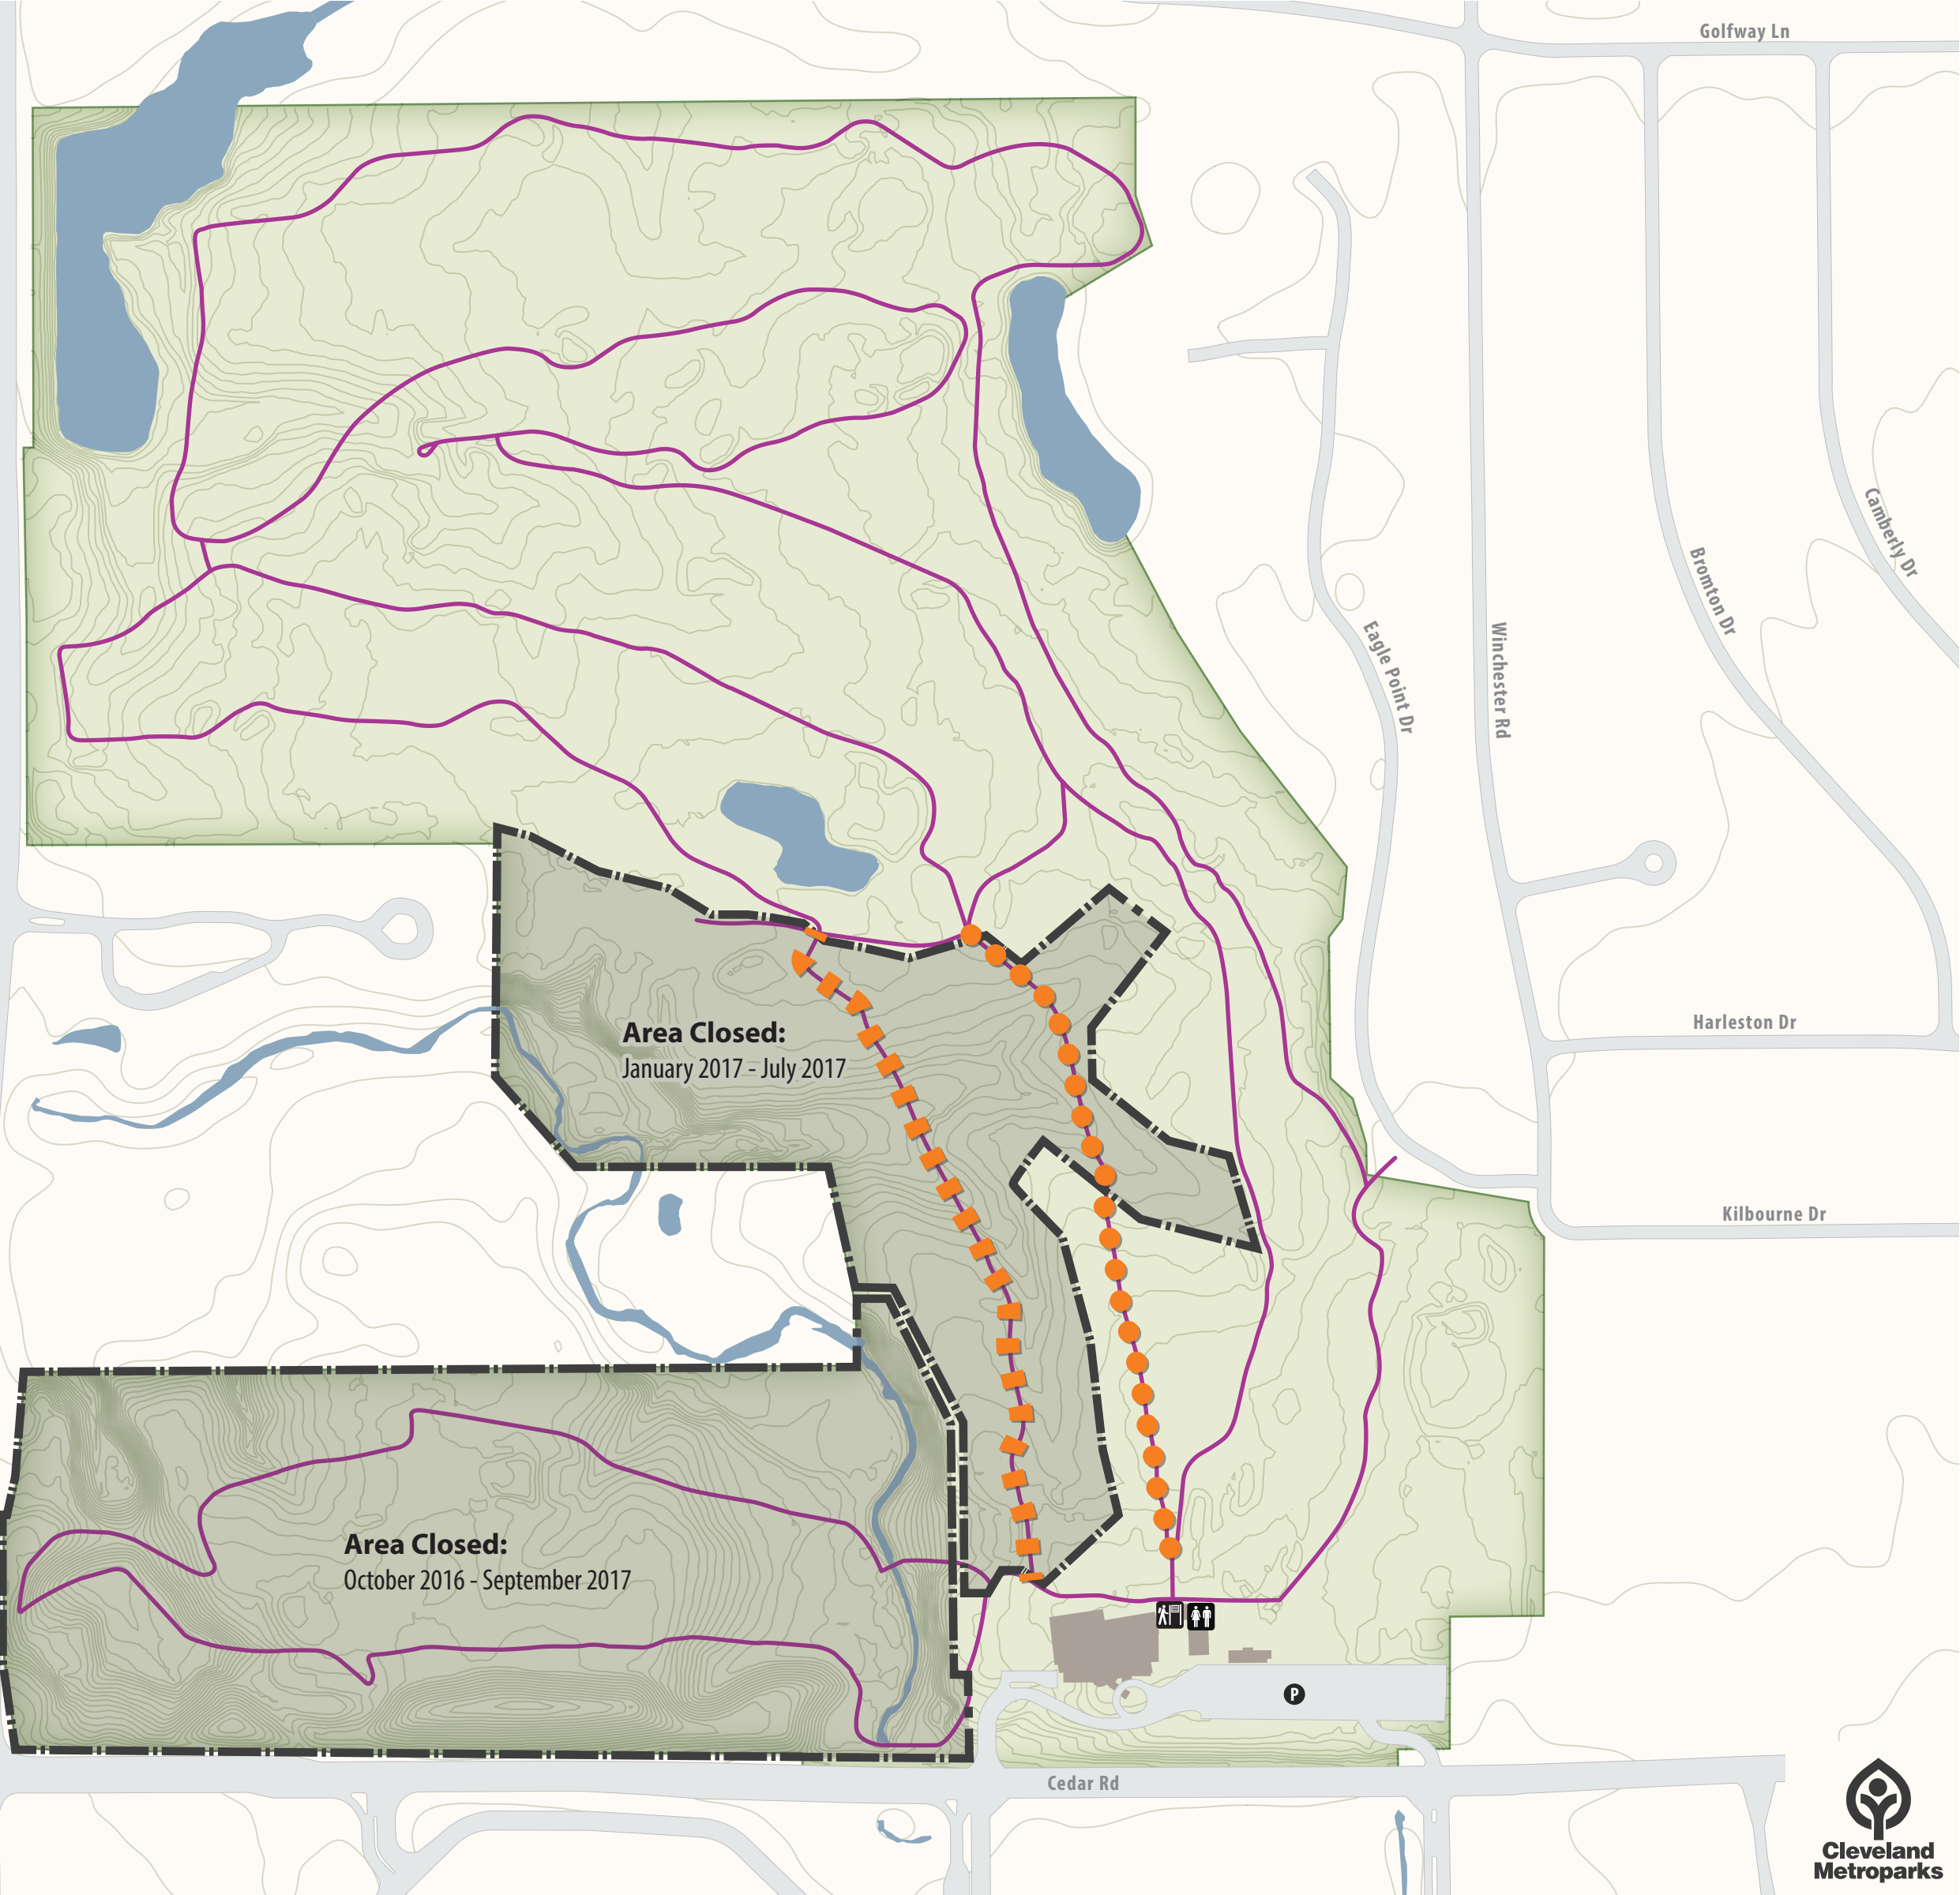 Golfway Ln
Camberly Dr
Bromton Dr
Eagle Point Dr
Winchester Rd
Harleston Dr
Area Closed:
January 2017 - July 2017
Kilbourne Dr
Area Closed:
October 2016 - September 2017
P
Cedar Rd
Cleveland
Metroparks